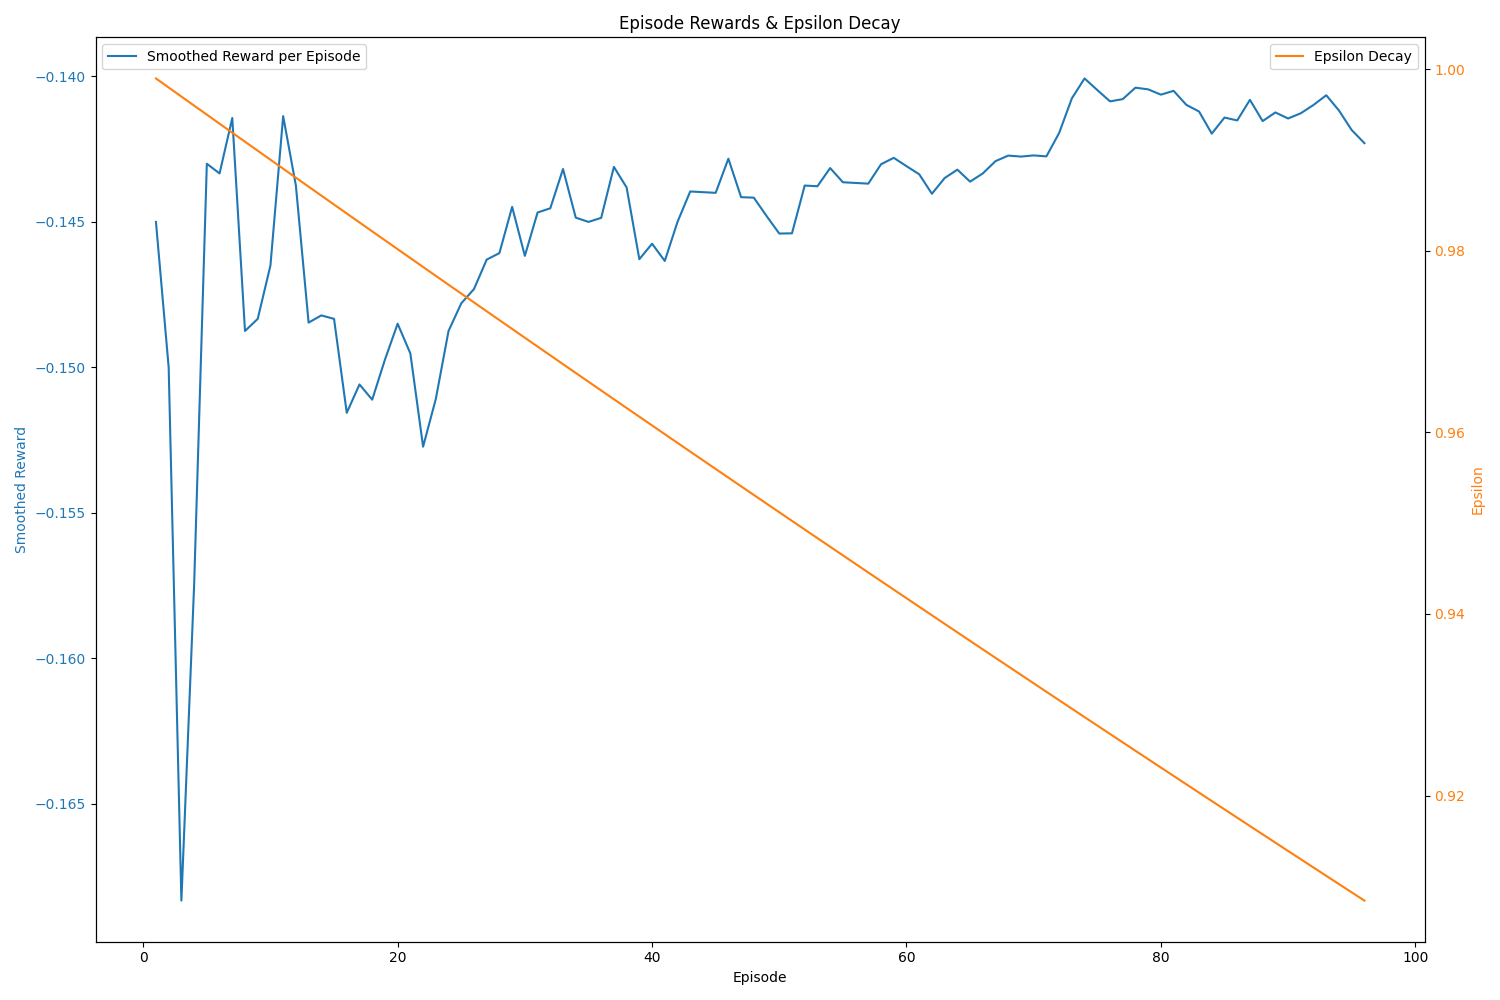 Episode Rewards & Epsilon Decay
Smoothed Reward per Episode
Epsilon Decay
−0.140
−0.145
−0.150
−0.155
−0.160
−0.165
Smoothed Reward
1.00
0.98
0.96
0.94
0.92
Epsilon
0 20 40 60 80 100
Episode